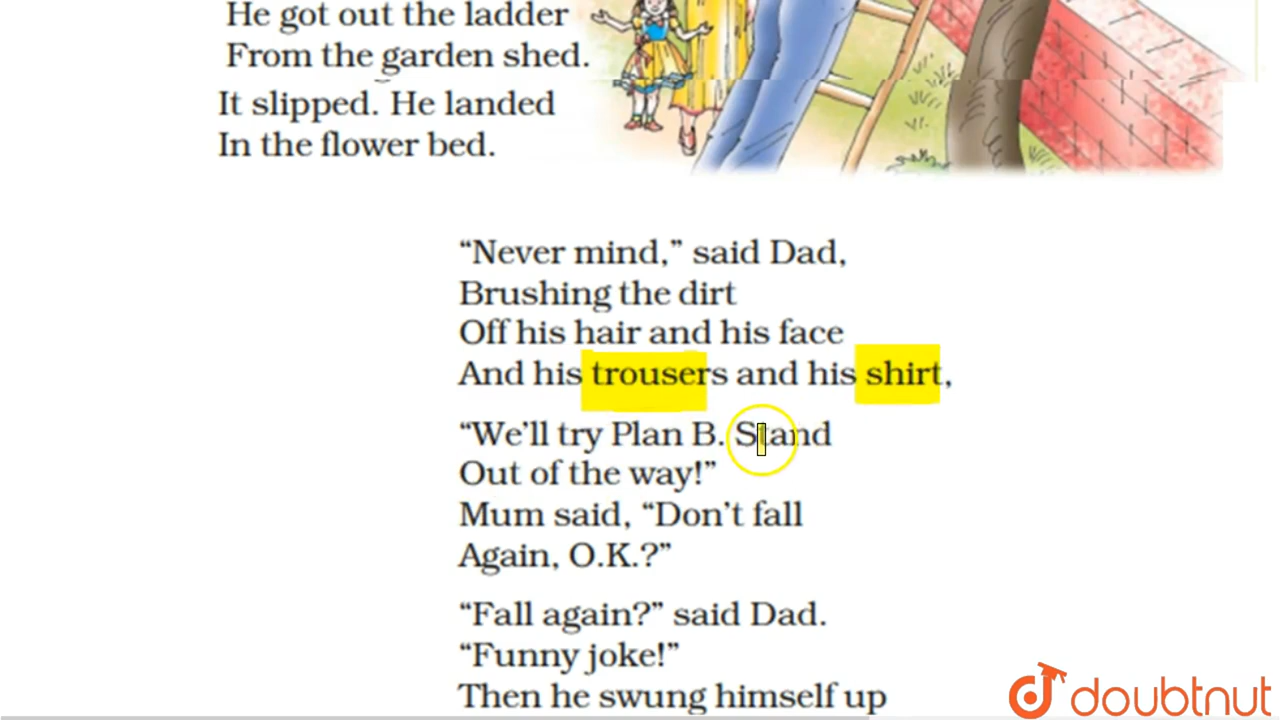 He got out the ladder
From the garden shed.
It slipped. He landed
In the flower bed.
“Never mind,” said Dad,
Brushing the dirt
Off his hair and his face
And his trousers and his shirt,
“We’ll try Plan B. Stand
Out of the way!”
Mum said, “Don’t fall
Again, O.K.?”
“Fall again?” said Dad.
“Funny joke!”
Then he swung himself up
doubtnut